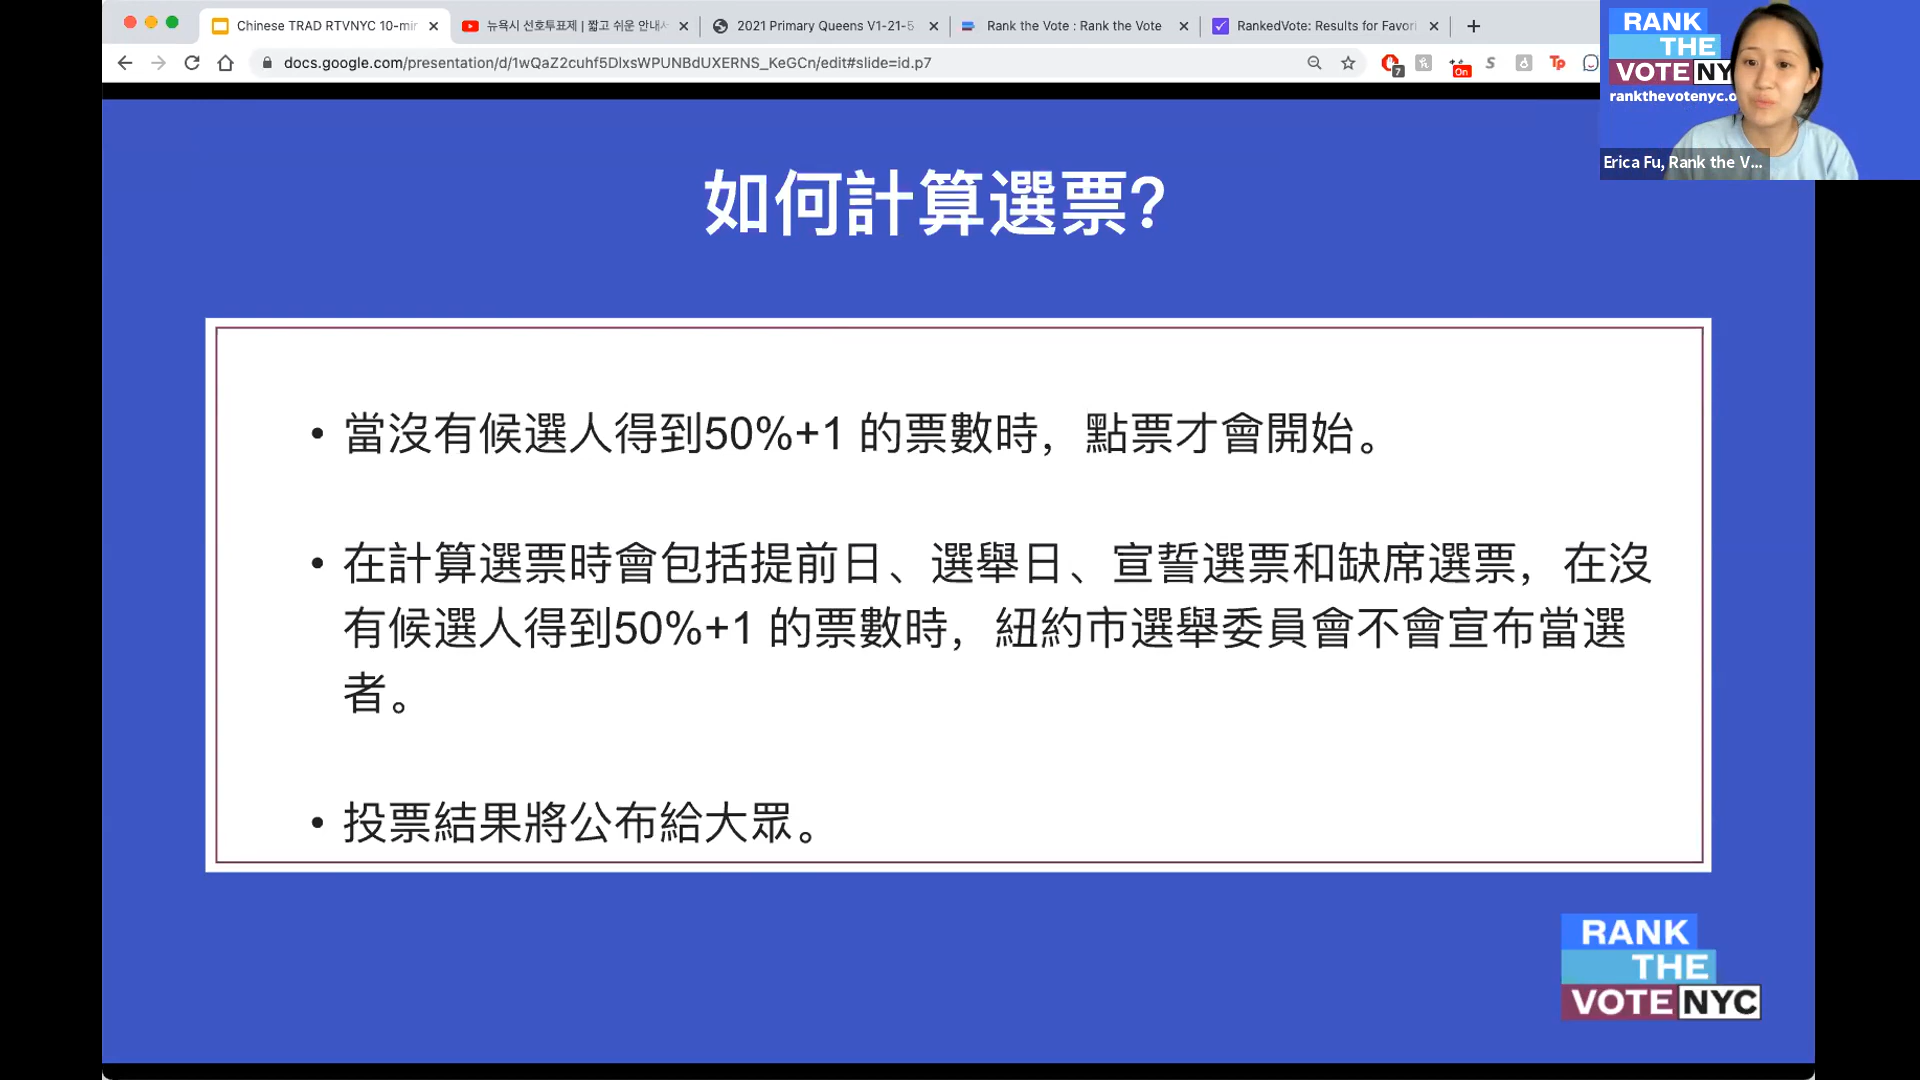 Chinese TRAD RTVNYC 10-mir
뉴욕시 선호투표제 | 짧고 쉬운 안내서
2021 Primary Queens V1-21-5
Rank the Vote : Rank the Vote
RankedVote: Results for Favori
docs.google.com/presentation/d/1wQaZ2cuhf5DlxsWPUNBdUXERNS_KeGCn/edit#slide=id.p7
7
On
S
Tp
RANK
THE
VOTE NY
rankthevotenyc.o
Erica Fu, Rank the V...
如何計算選票?
• 當沒有候選人得到50%+1 的票數時，點票才會開始。
• 在計算選票時會包括提前日、選舉日、宣誓選票和缺席選票，在沒
有候選人得到50%+1 的票數時，紐約市選舉委員會不會宣布當選
者。
• 投票結果將公布給大眾。
RANK
THE
VOTE NYC